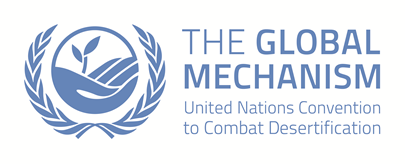 THE GLOBAL
MECHANISM
United Nations Convention
to Combat Desertification